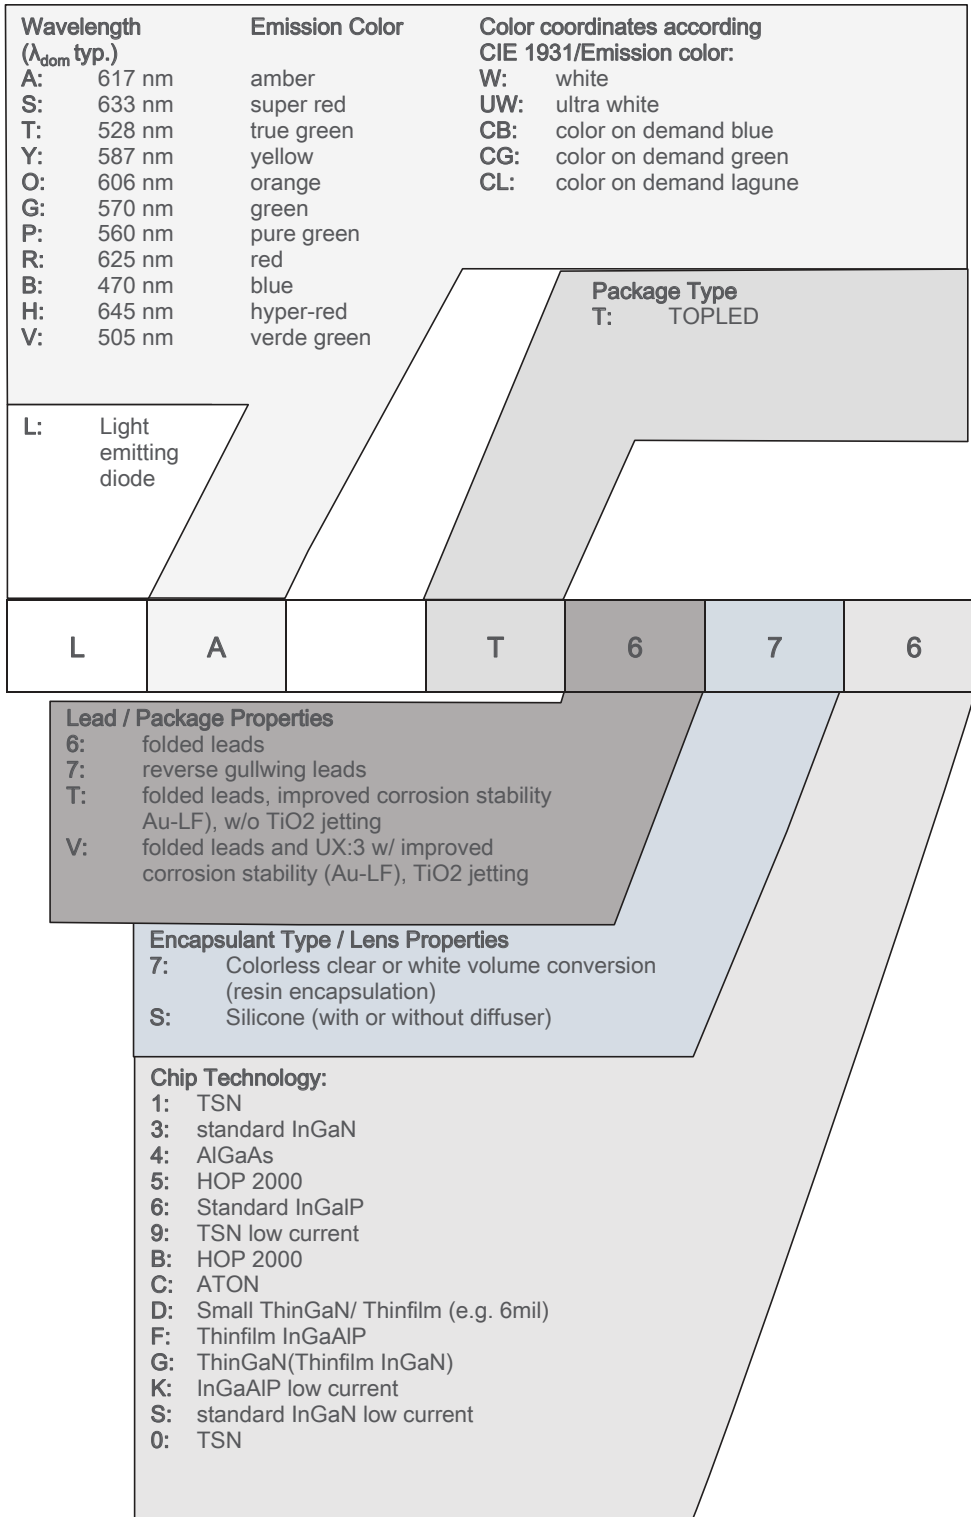 Wavelength Emission Color
(λdom typ.)
A: 617 nm amber
S: 633 nm super red
T: 528 nm true green
Y: 587 nm yellow
O: 606 nm orange
G: 570 nm green
P: 560 nm pure green
R: 625 nm red
B: 470 nm blue
H: 645 nm hyper-red
V: 505 nm verde green
Color coordinates according
CIE 1931/Emission color:
W: white
UW: ultra white
CB: color on demand blue
CG: color on demand green
CL: color on demand lagune
Package Type
T: TOPLED
L: Light
emitting
diode
L A T 6 7 6
Lead / Package Properties
6: folded leads
7: reverse gullwing leads
T: folded leads, improved corrosion stability
Au-LF), w/o TiO2 jetting
V: folded leads and UX:3 w/ improved
corrosion stability (Au-LF), TiO2 jetting
Encapsulant Type / Lens Properties
7: Colorless clear or white volume conversion
(resin encapsulation)
S: Silicone (with or without diffuser)
Chip Technology:
1: TSN
3: standard InGaN
4: AlGaAs
5: HOP 2000
6: Standard InGalP
9: TSN low current
B: HOP 2000
C: ATON
D: Small ThinGaN/ Thinfilm (e.g. 6mil)
F: Thinfilm InGaAlP
G: ThinGaN(Thinfilm InGaN)
K: InGaAlP low current
S: standard InGaN low current
0: TSN